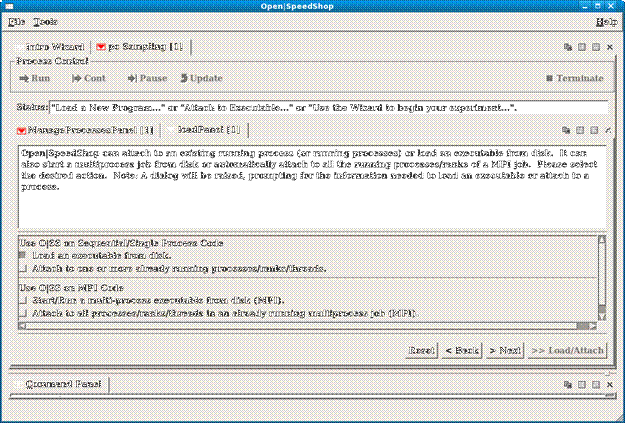 Open|SpeedShop
File Tools Help
Intro Wizard pc Sampling [1]
Process Control
Run Cont Pause Update Terminate
Status: "Load a New Program..." or "Attach to Executable..." or "Use the Wizard to begin your experiment...".
ManageProcessesPanel [1] loadPanel [1]
Open|SpeedShop can attach to an existing running process (or running processes) or load an executable from disk. It can
also start a multiprocess job from disk or automatically attach to all the running processes/ranks of a MPI job. Please select
the desired action. Note: A dialog will be raised, prompting for the information needed to load an executable or attach to a
process.
Use O|SS on Sequential/Single Process Code
Load an executable from disk.
Attach to one or more already running processes/ranks/threads.
Use O|SS on MPI Code
Start/Run a multi-process executable from disk (MPI).
Attach to all processes/ranks/threads in an already running multiprocess job (MPI).
Reset < Back > Next >> Load/Attach
Command Panel